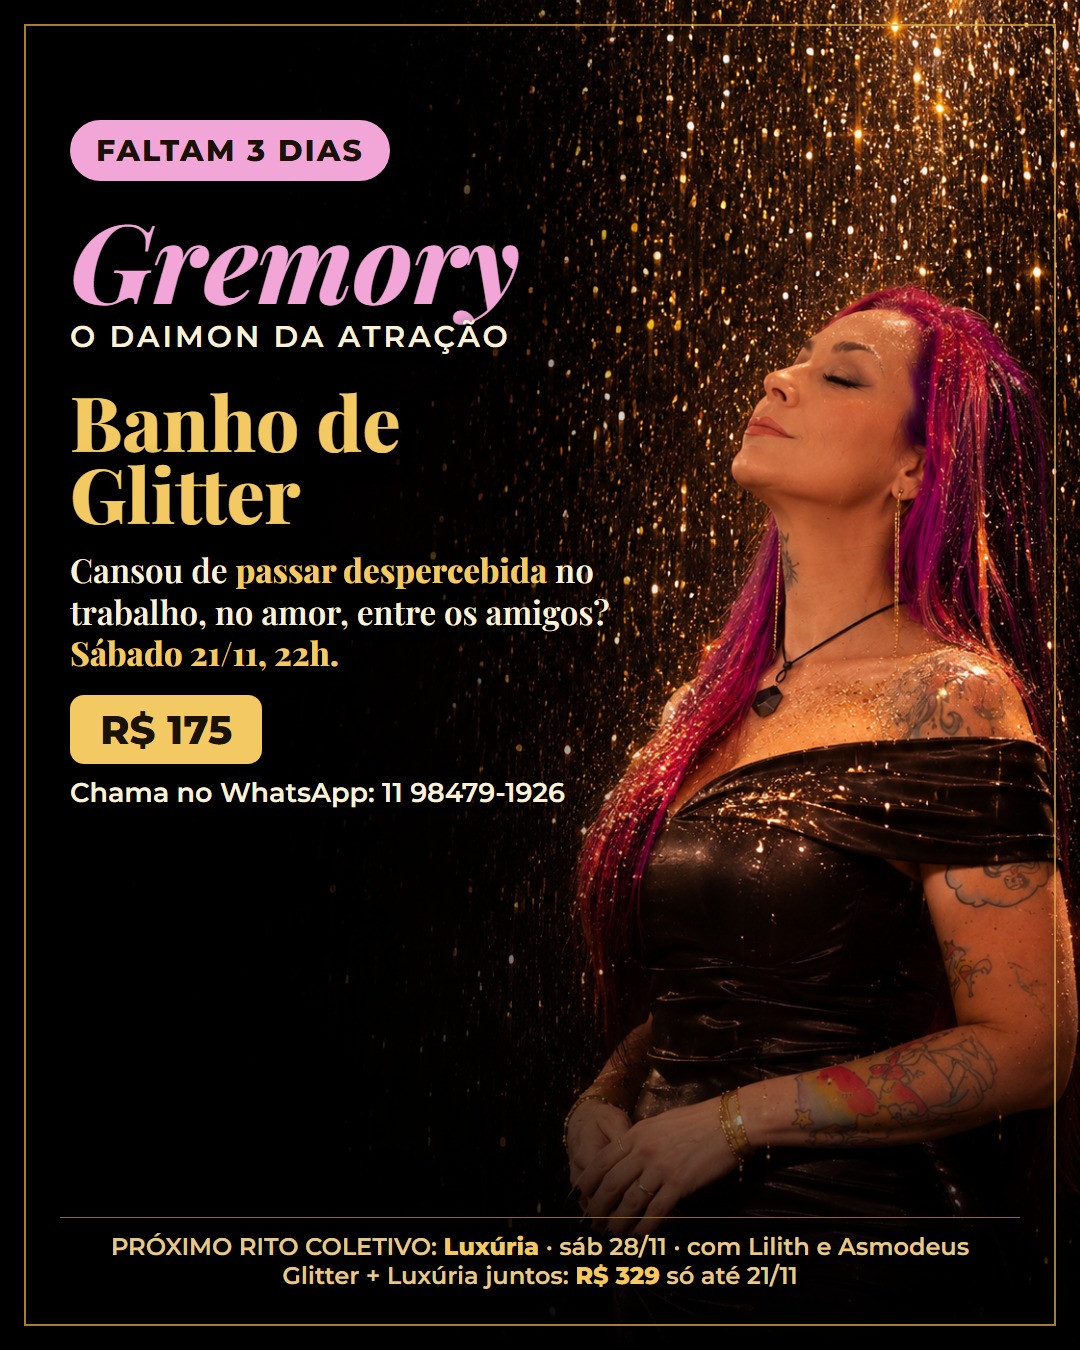 FALTAM 3 DIAS
Gremory
O DAIMON DA ATRAÇÃO
Banho de
Glitter
Cansou de passar despercebida no
trabalho, no amor, entre os amigos?
Sábado 21/11, 22h.
R$ 175
Chama no WhatsApp: 11 98479-1926
PRÓXIMO RITO COLETIVO: Luxúria · sáb 28/11 · com Lilith e Asmodeus
Glitter + Luxúria juntos: R$ 329 só até 21/11